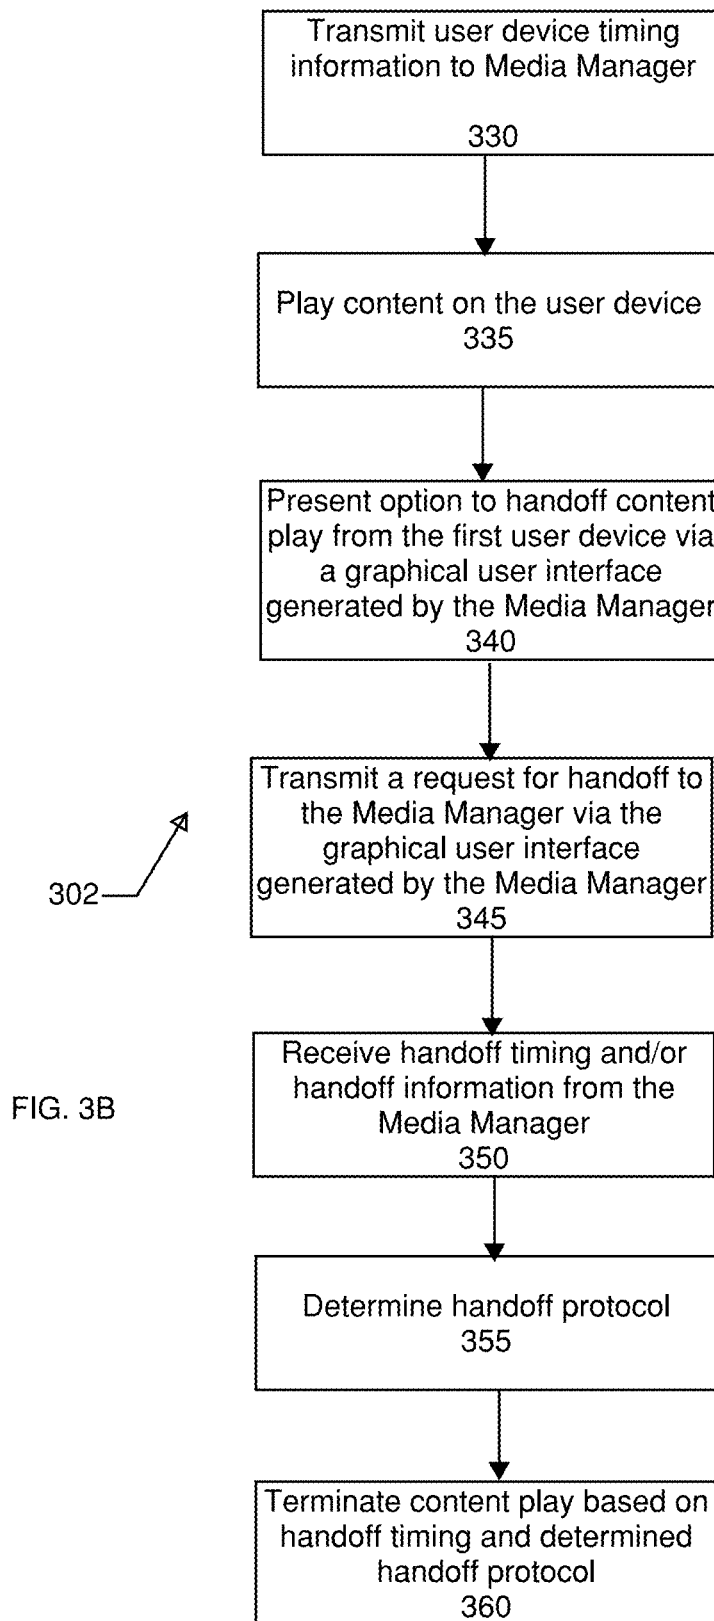 Transmit user device timing
information to Media Manager
330
Play content on the user device
335
Present option to handoff content
play from the first user device via
a graphical user interface
generated by the Media Manager
340
Transmit a request for handoff to
the Media Manager via the
graphical user interface
generated by the Media Manager
345
302
Receive handoff timing and/or
handoff information from the
Media Manager
350
FIG. 3B
Determine handoff protocol
355
Terminate content play based on
handoff timing and determined
handoff protocol
360